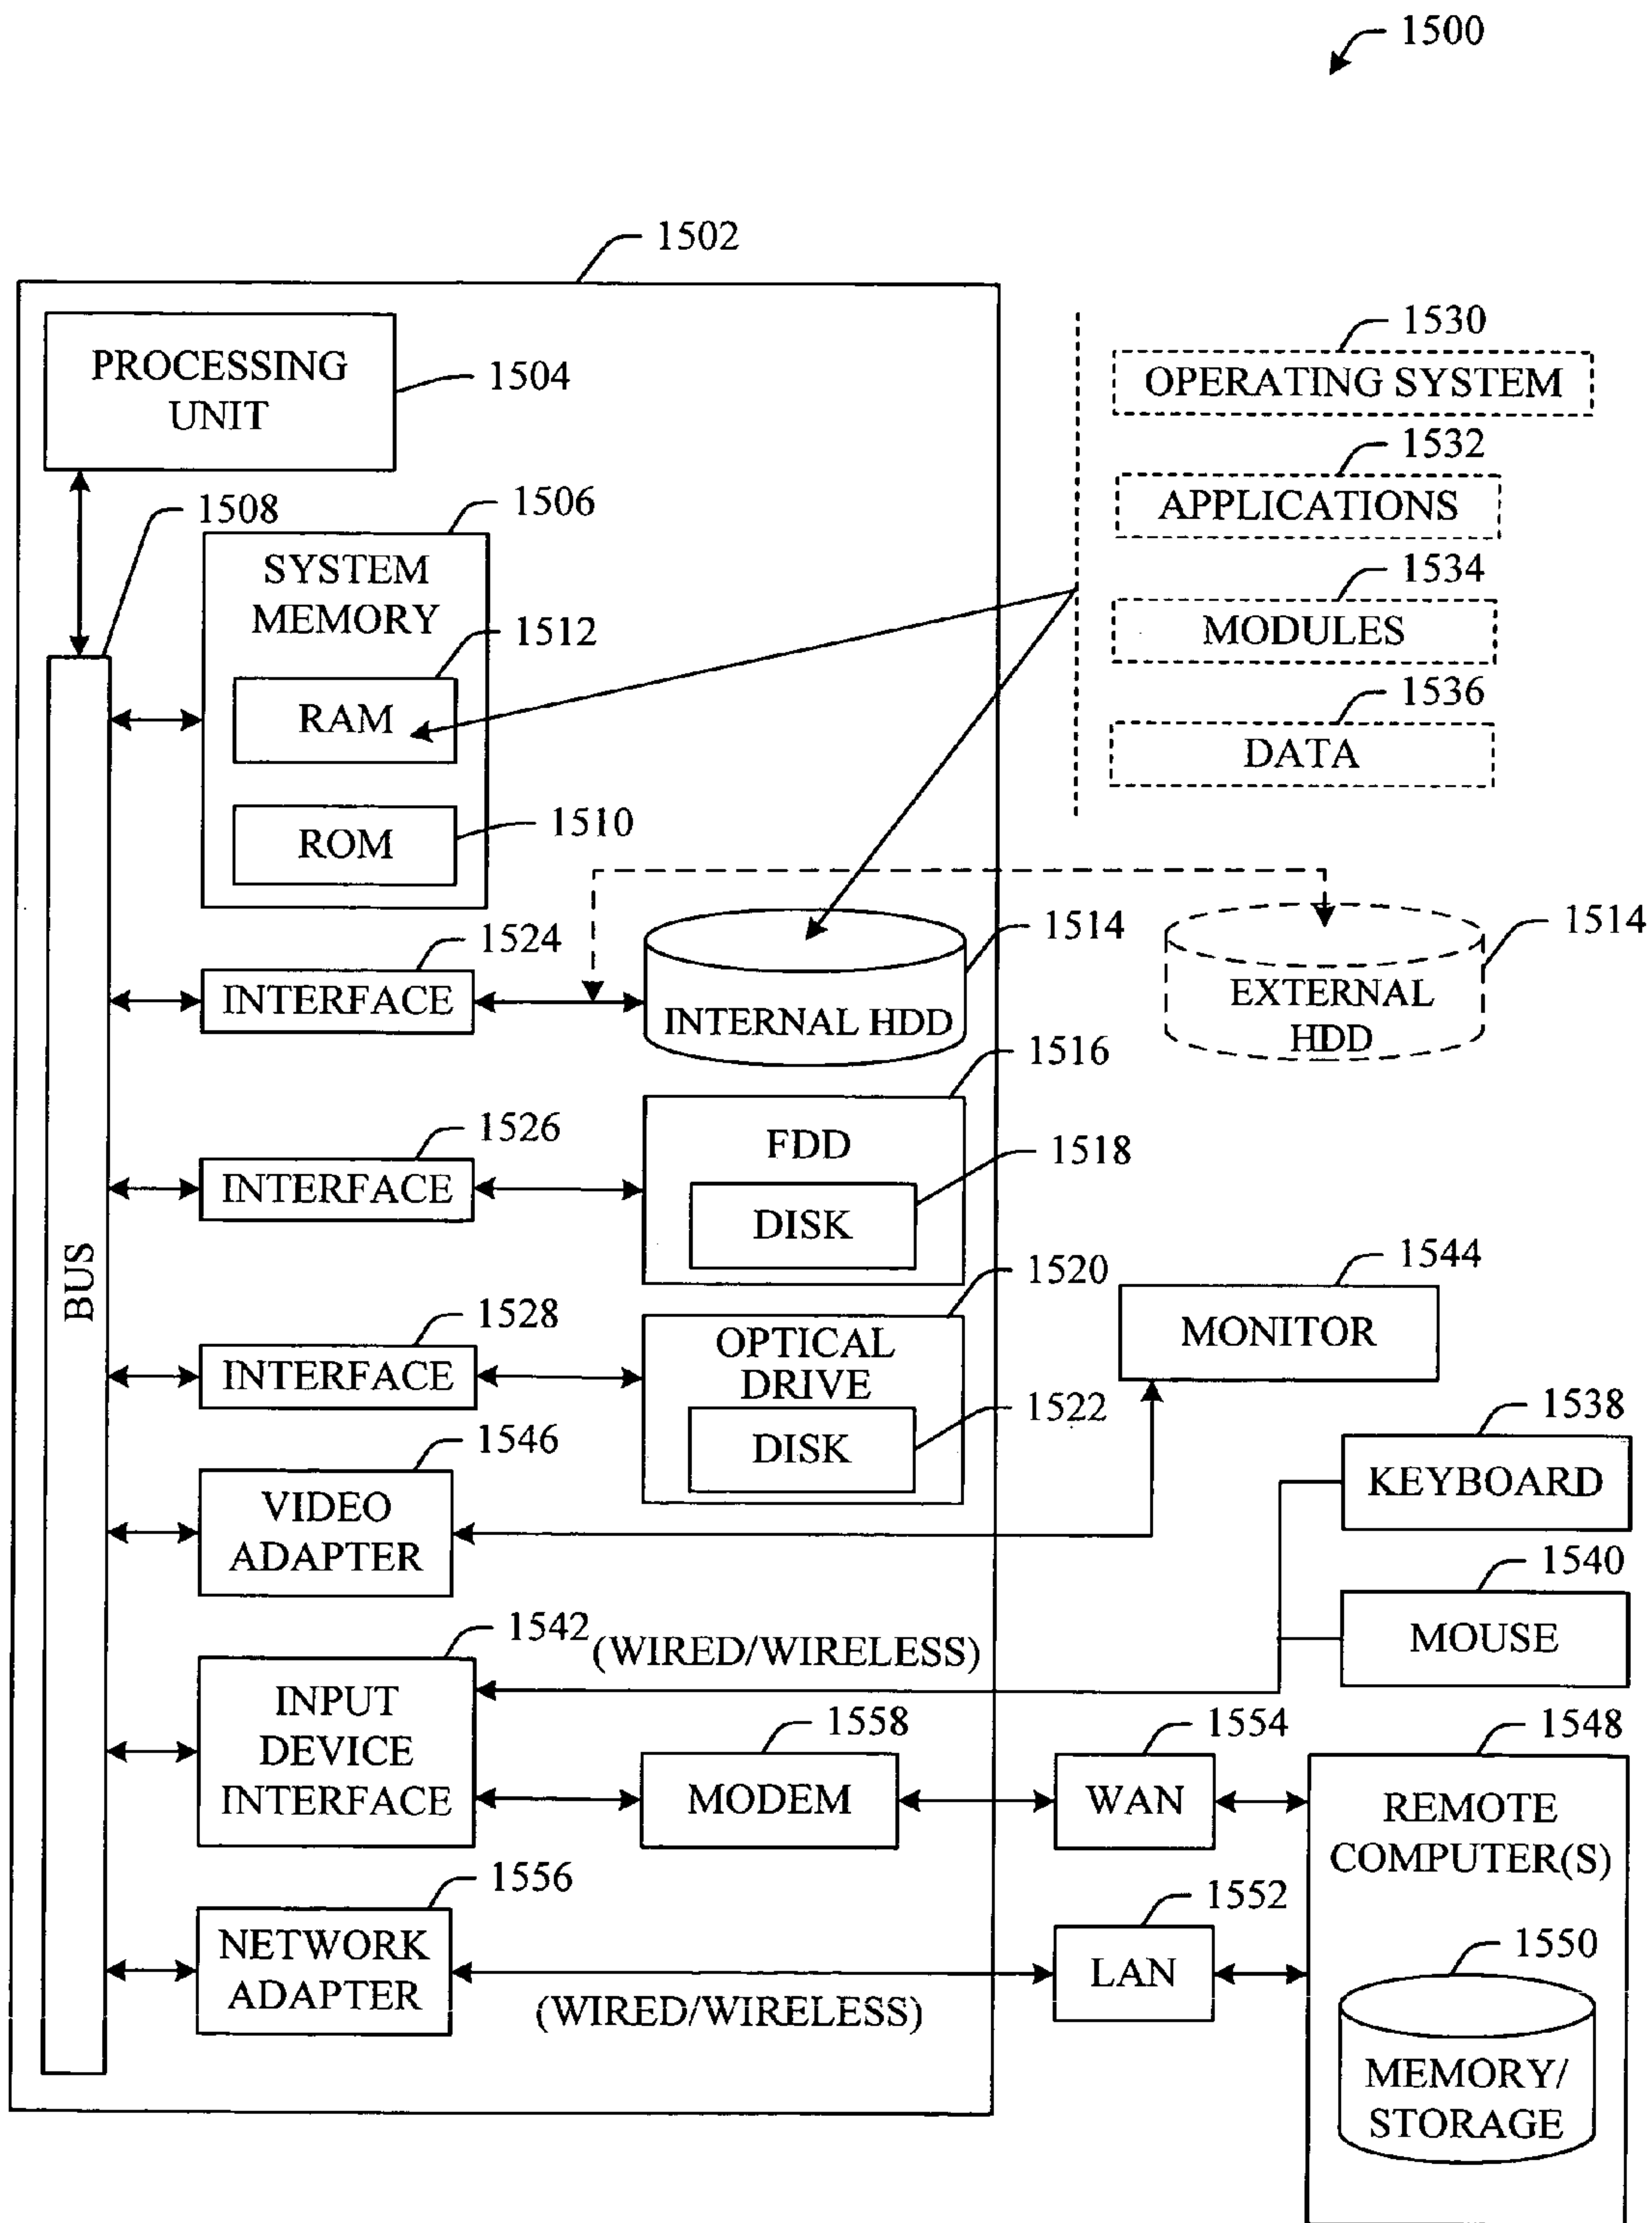 1500
1502
PROCESSING
UNIT
1504
1530
OPERATING SYSTEM
1532
APPLICATIONS
1534
MODULES
1536
DATA
1508
1506
SYSTEM
MEMORY
1512
RAM
1510
ROM
1524
INTERFACE
1514
INTERNAL HDD
1514
EXTERNAL
HDD
1516
FDD
1518
DISK
1526
INTERFACE
BUS
1520
OPTICAL
DRIVE
1522
DISK
1528
INTERFACE
1544
MONITOR
1546
VIDEO
ADAPTER
1538
KEYBOARD
1540
MOUSE
1542
(WIRED/WIRELESS)
INPUT
DEVICE
INTERFACE
1558
MODEM
1554
WAN
1548
REMOTE
COMPUTER(S)
1556
NETWORK
ADAPTER
(WIRED/WIRELESS)
1552
LAN
1550
MEMORY/
STORAGE